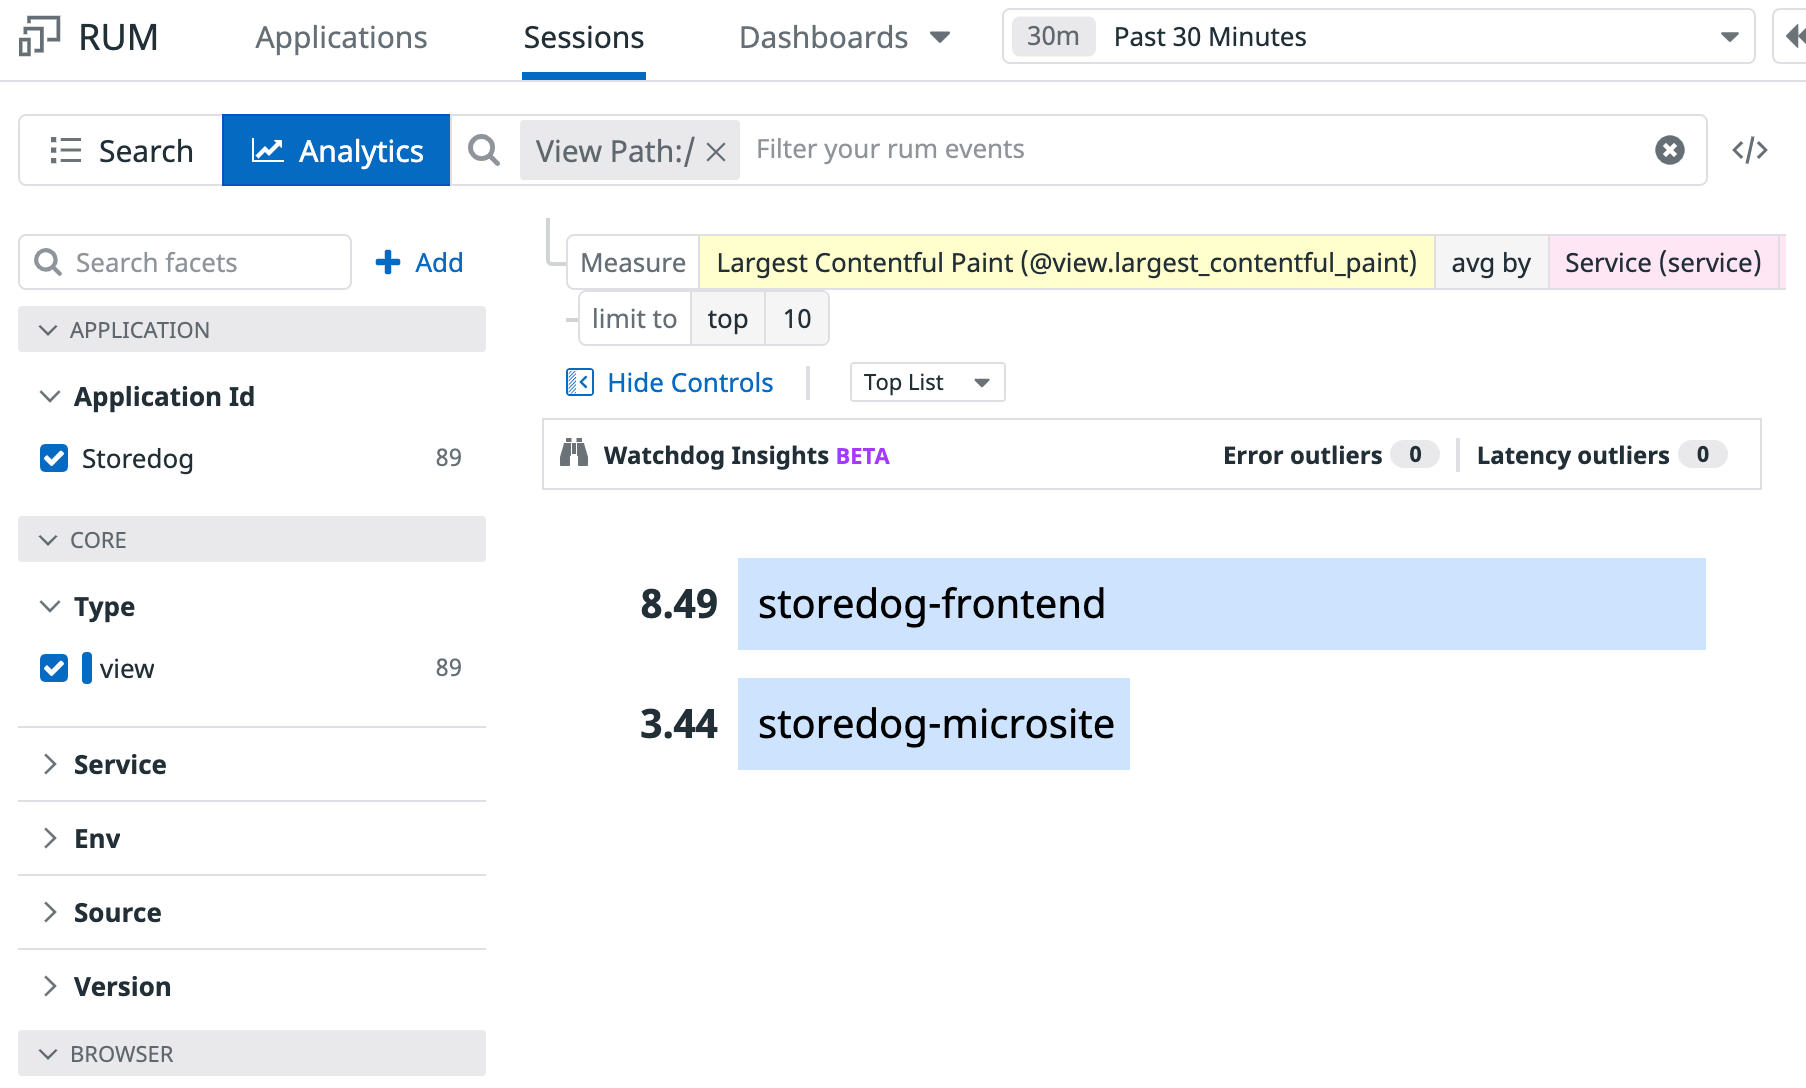 RUM Applications Sessions Dashboards 30m Past 30 Minutes
Search Analytics View Path:/ Filter your rum events </>
Search facets Add
Measure Largest Contentful Paint (@view.largest_contentful_paint) avg by Service (service)
limit to top 10
APPLICATION
Hide Controls Top List
Application Id
Storedog 89
Watchdog Insights BETA Error outliers 0 Latency outliers 0
CORE
Type
view 89
8.49 storedog-frontend
3.44 storedog-microsite
Service
Env
Source
Version
BROWSER